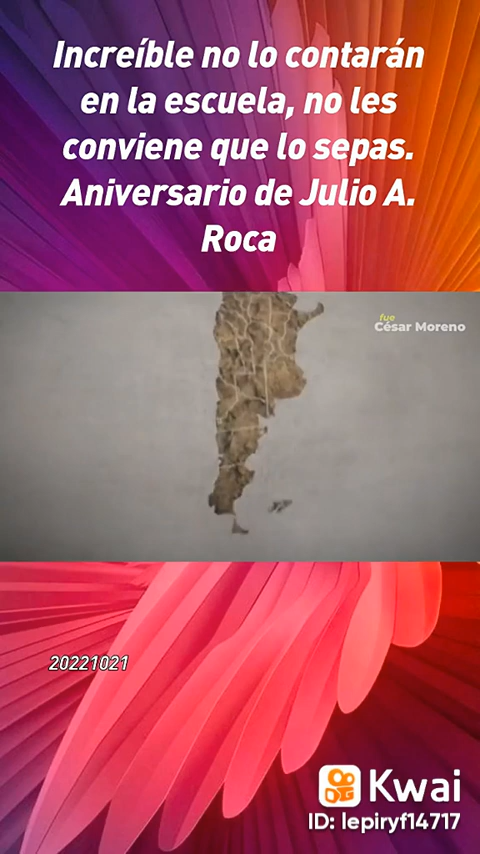 Increíble no lo contarán
en la escuela, no les
conviene que lo sepas.
Aniversario de Julio A.
Roca
fue
César Moreno
20221021
Kwai
ID: lepiryf14717